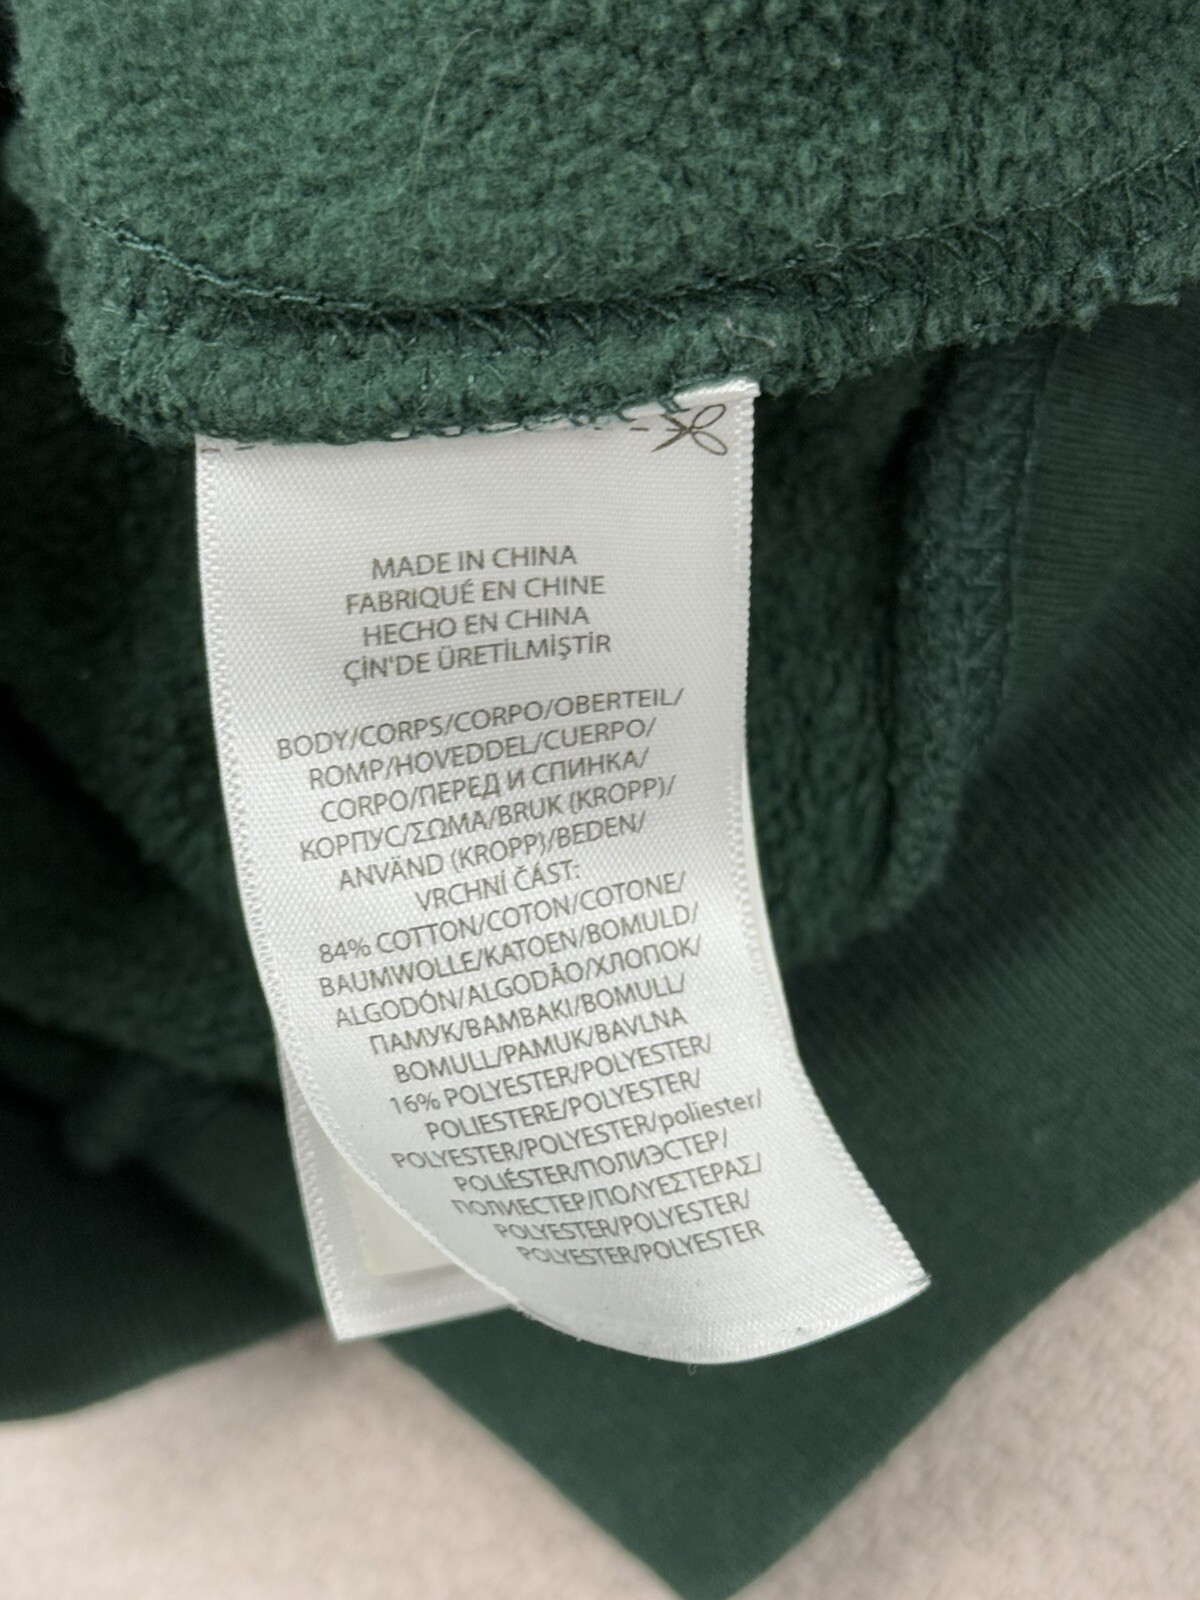 MADE IN CHINA
FABRIQUÉ EN CHINE
HECHO EN CHINA
ÇİN'DE ÜRETİLMİŞTİR
BODY/CORPS/CORPO/OBERTEIL/
ROMP/HOVEDDEL/CUERPO/
CORPO/ПЕРЕД И СПИНКА/
КОРПУС/ΣΩΜΑ/BRUK (KROPP)/
ANVÄND (KROPP)/BEDEN/
VRCHNÍ ČÁST:
84% COTTON/COTON/COTONE/
BAUMWOLLE/KATOEN/BOMULD/
ALGODÓN/ALGODÃO/ХЛОПОК/
ПАМУК/ΒΑΜΒΑΚΙ/BOMULL/
BOMULL/PAMUK/BAVLNA
16% POLYESTER/POLYESTER/
POLIESTERE/POLYESTER/
POLYESTER/POLYESTER/poliester/
POLIÉSTER/ПОЛИЭСТЕР/
ПОЛИЕСТЕР/ΠΟΛΥΕΣΤΕΡΑΣ/
POLYESTER/POLYESTER/
POLYESTER/POLYESTER